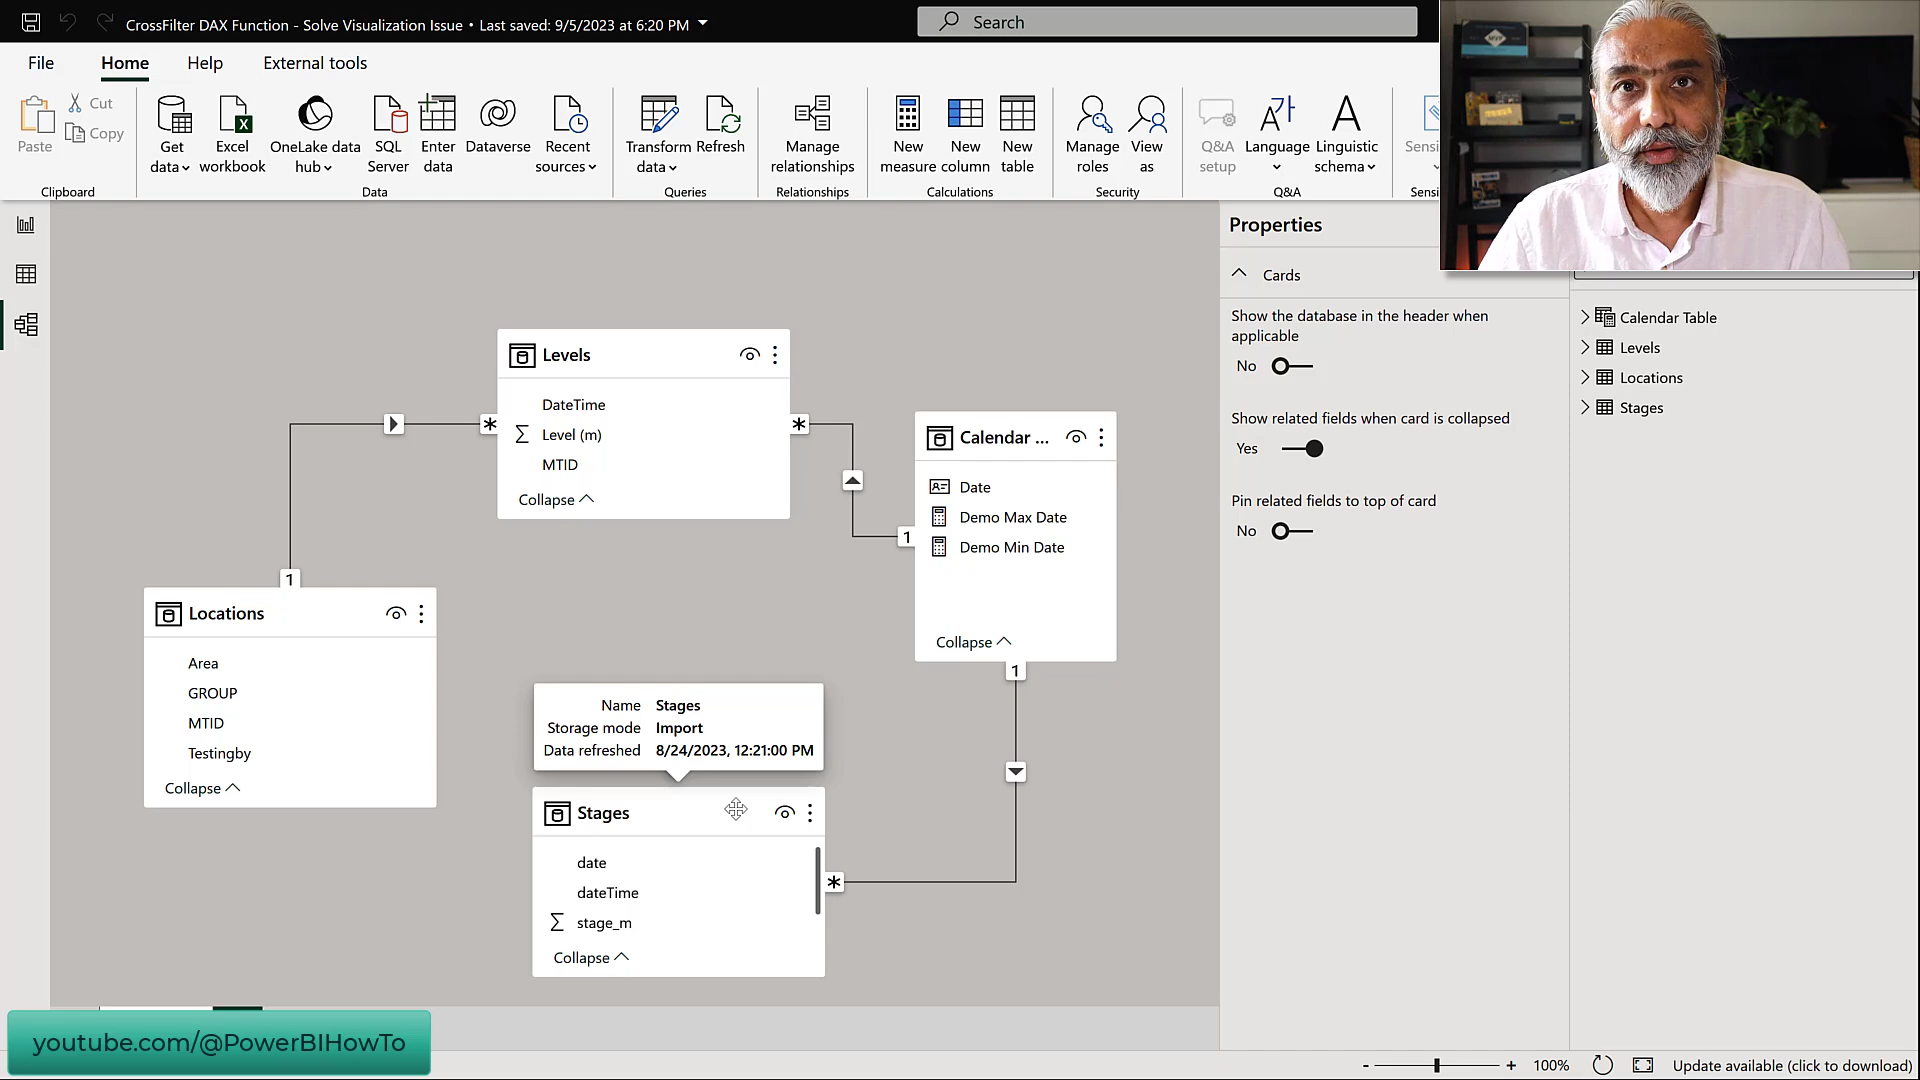 CrossFilter DAX Function - Solve Visualization Issue • Last saved: 9/5/2023 at 6:20 PM
Search
File
Home
Help
External tools
Paste
Cut
Copy
Clipboard
Get
data
Excel
workbook
OneLake data
hub
SQL
Server
Enter
data
Dataverse
Recent
sources
Data
Transform
data
Refresh
Queries
Manage
relationships
Relationships
New
measure
New
column
New
table
Calculations
Manage
roles
View
as
Security
Q&A
setup
Language
Linguistic
schema
Q&A
Sensi
Sensi
MVP
Levels
DateTime
Level (m)
MTID
Collapse
*
*
1
1
1
*
Calendar ...
Date
Demo Max Date
Demo Min Date
Collapse
Locations
Area
GROUP
MTID
Testingby
Collapse
Name Stages
Storage mode Import
Data refreshed 8/24/2023, 12:21:00 PM
Stages
date
dateTime
stage_m
Collapse
Properties
Cards
Show the database in the header when
applicable
No
Show related fields when card is collapsed
Yes
Pin related fields to top of card
No
Calendar Table
Levels
Locations
Stages
youtube.com/@PowerBIHowTo
- + 100%
Update available (click to download)